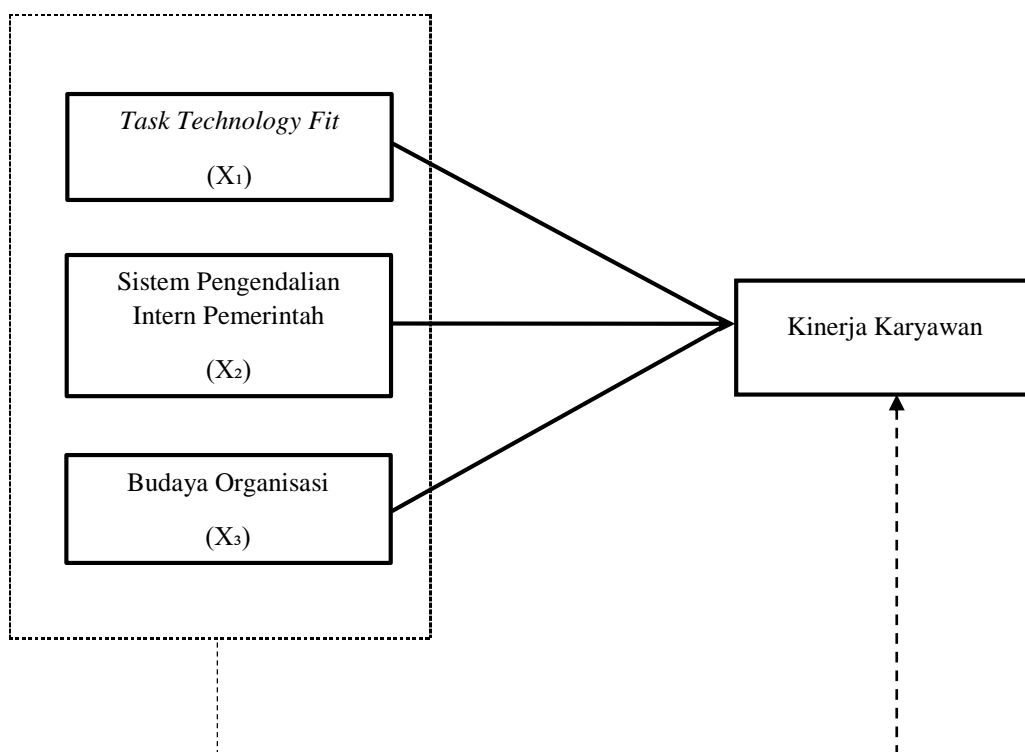 Task Technology Fit
(X₁)
Sistem Pengendalian
Intern Pemerintah
(X₂)
Budaya Organisasi
(X₃)
Kinerja Karyawan